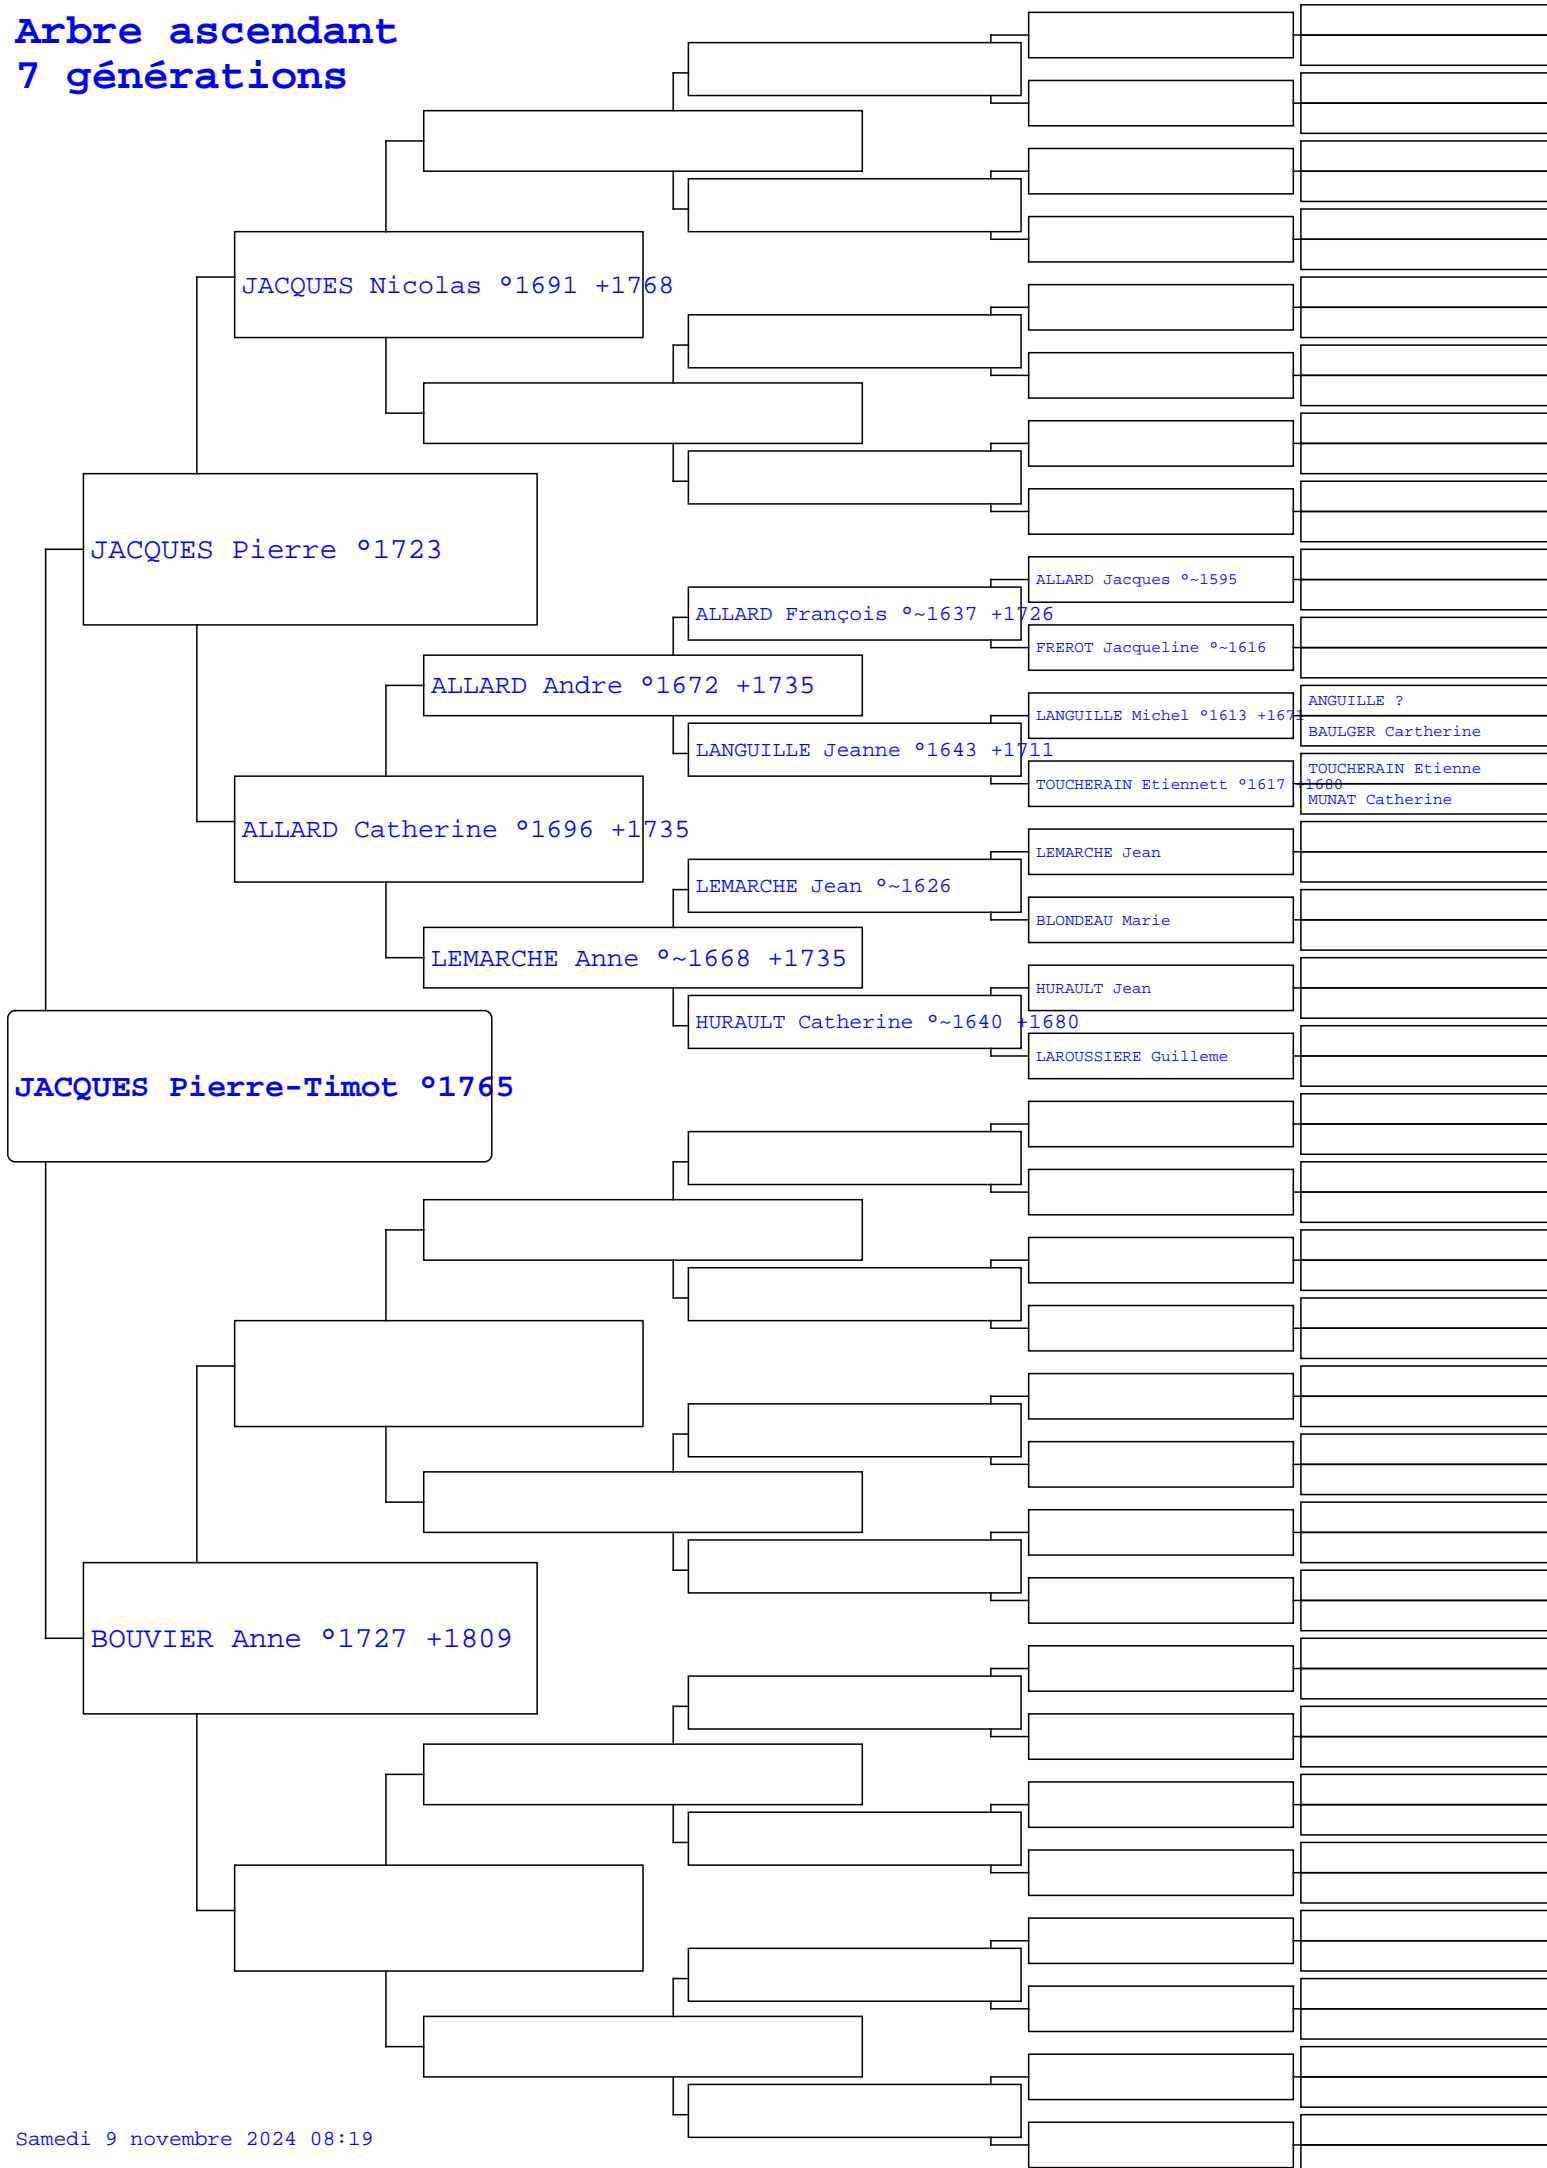 Arbre ascendant
7 générations
JACQUES Nicolas °1691 +1768
JACQUES Pierre °1723
ALLARD Jacques °~1595
ALLARD François °~1637 +1726
FREROT Jacqueline °~1616
ALLARD Andre °1672 +1735
ANGUILLE ?
LANGUILLE Michel °1613 +1671
BAULGER Cartherine
LANGUILLE Jeanne °1643 +1711
TOUCHERAIN Etienne
TOUCHERAIN Etiennett °1617 +1680
MUNAT Catherine
ALLARD Catherine °1696 +1735
LEMARCHE Jean
LEMARCHE Jean °~1626
BLONDEAU Marie
LEMARCHE Anne °~1668 +1735
HURAULT Jean
HURAULT Catherine °~1640 +1680
LAROUSSIERE Guilleme
JACQUES Pierre-Timot °1765
BOUVIER Anne °1727 +1809
Samedi 9 novembre 2024 08:19